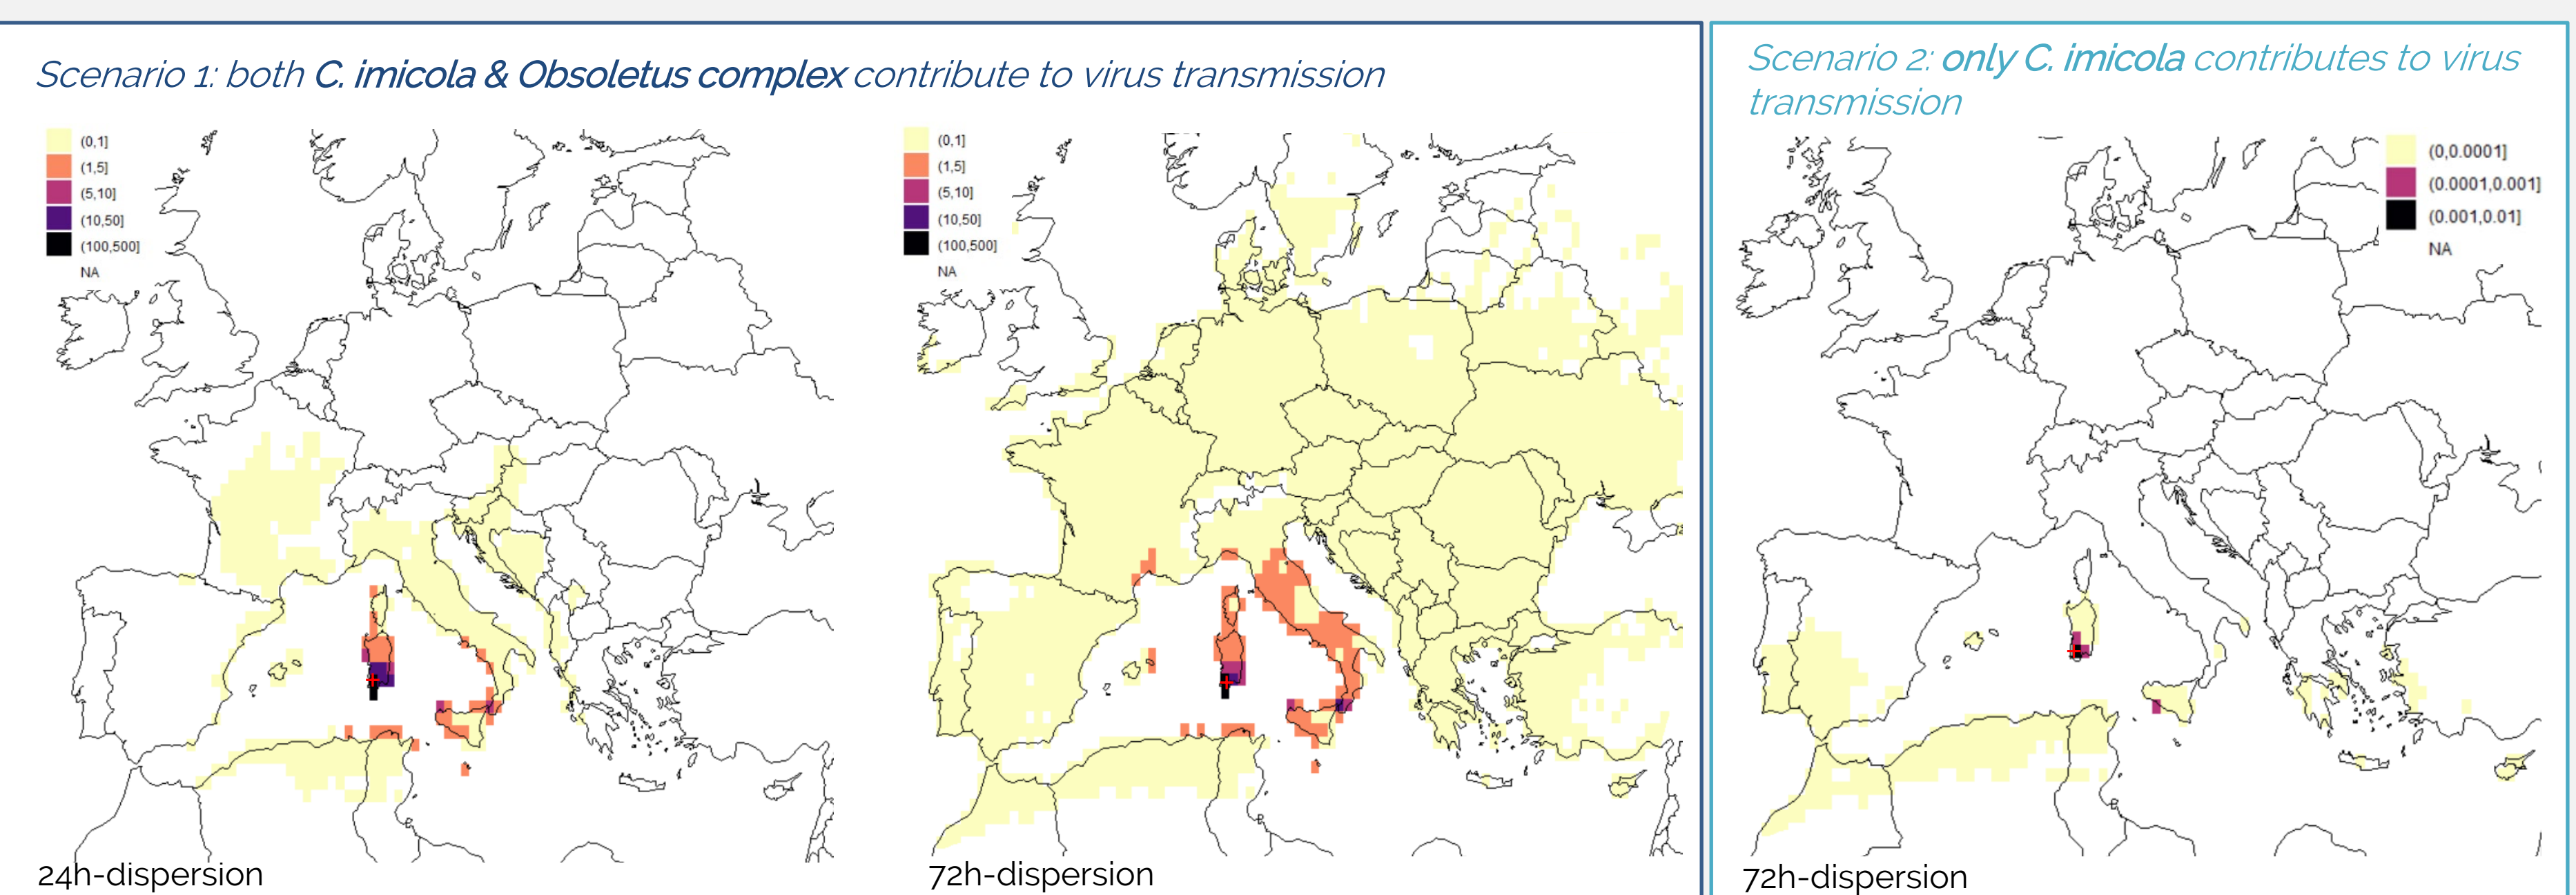 Scenario 1: both C. imicola & Obsoletus complex contribute to virus transmission
(0,1]
(1,5]
(5,10]
(10,50]
(100,500]
NA
24h-dispersion
(0,1]
(1,5]
(5,10]
(10,50]
(100,500]
NA
72h-dispersion
Scenario 2: only C. imicola contributes to virus
transmission
(0,0.0001]
(0.0001,0.001]
(0.001,0.01]
NA
72h-dispersion